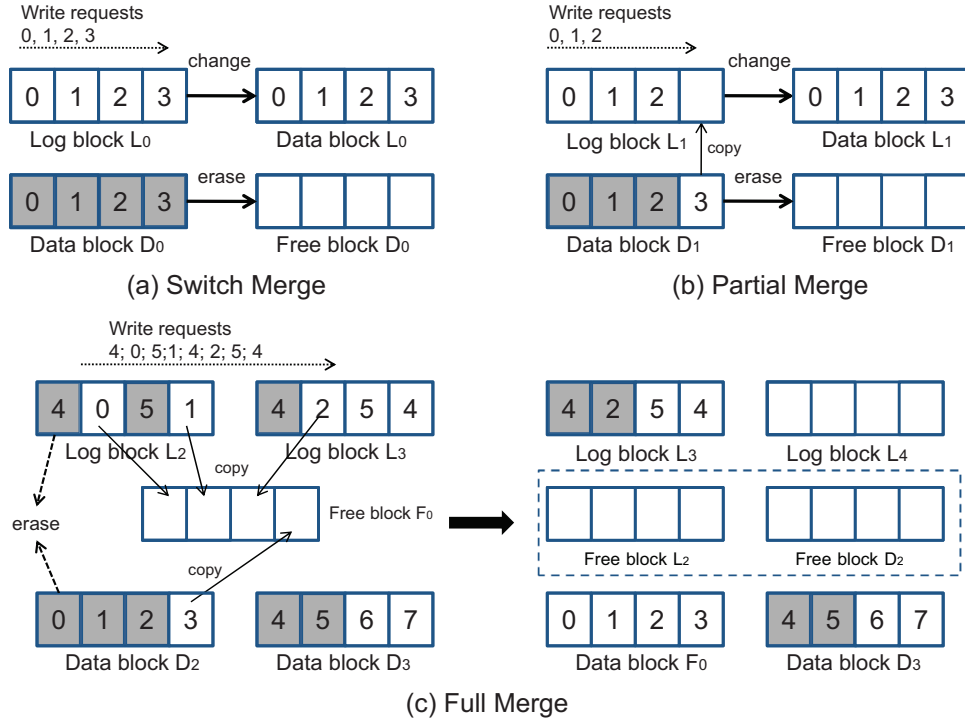 Write requests
0, 1, 2, 3
change
0 1 2 3
0 1 2 3
Log block L0
Data block L0
erase
0 1 2 3
Data block D0
Free block D0
(a) Switch Merge
Write requests
0, 1, 2
change
0 1 2
0 1 2 3
Log block L1
copy
Data block L1
erase
0 1 2 3
Data block D1
Free block D1
(b) Partial Merge
Write requests
4; 0; 5;1; 4; 2; 5; 4
4 0 5 1
4 2 5 4
Log block L2
Log block L3
copy
erase
Free block F0
copy
0 1 2 3
4 5 6 7
Data block D2
Data block D3
4 2 5 4
Log block L3
Log block L4
Free block L2
Free block D2
0 1 2 3
4 5 6 7
Data block F0
Data block D3
(c) Full Merge